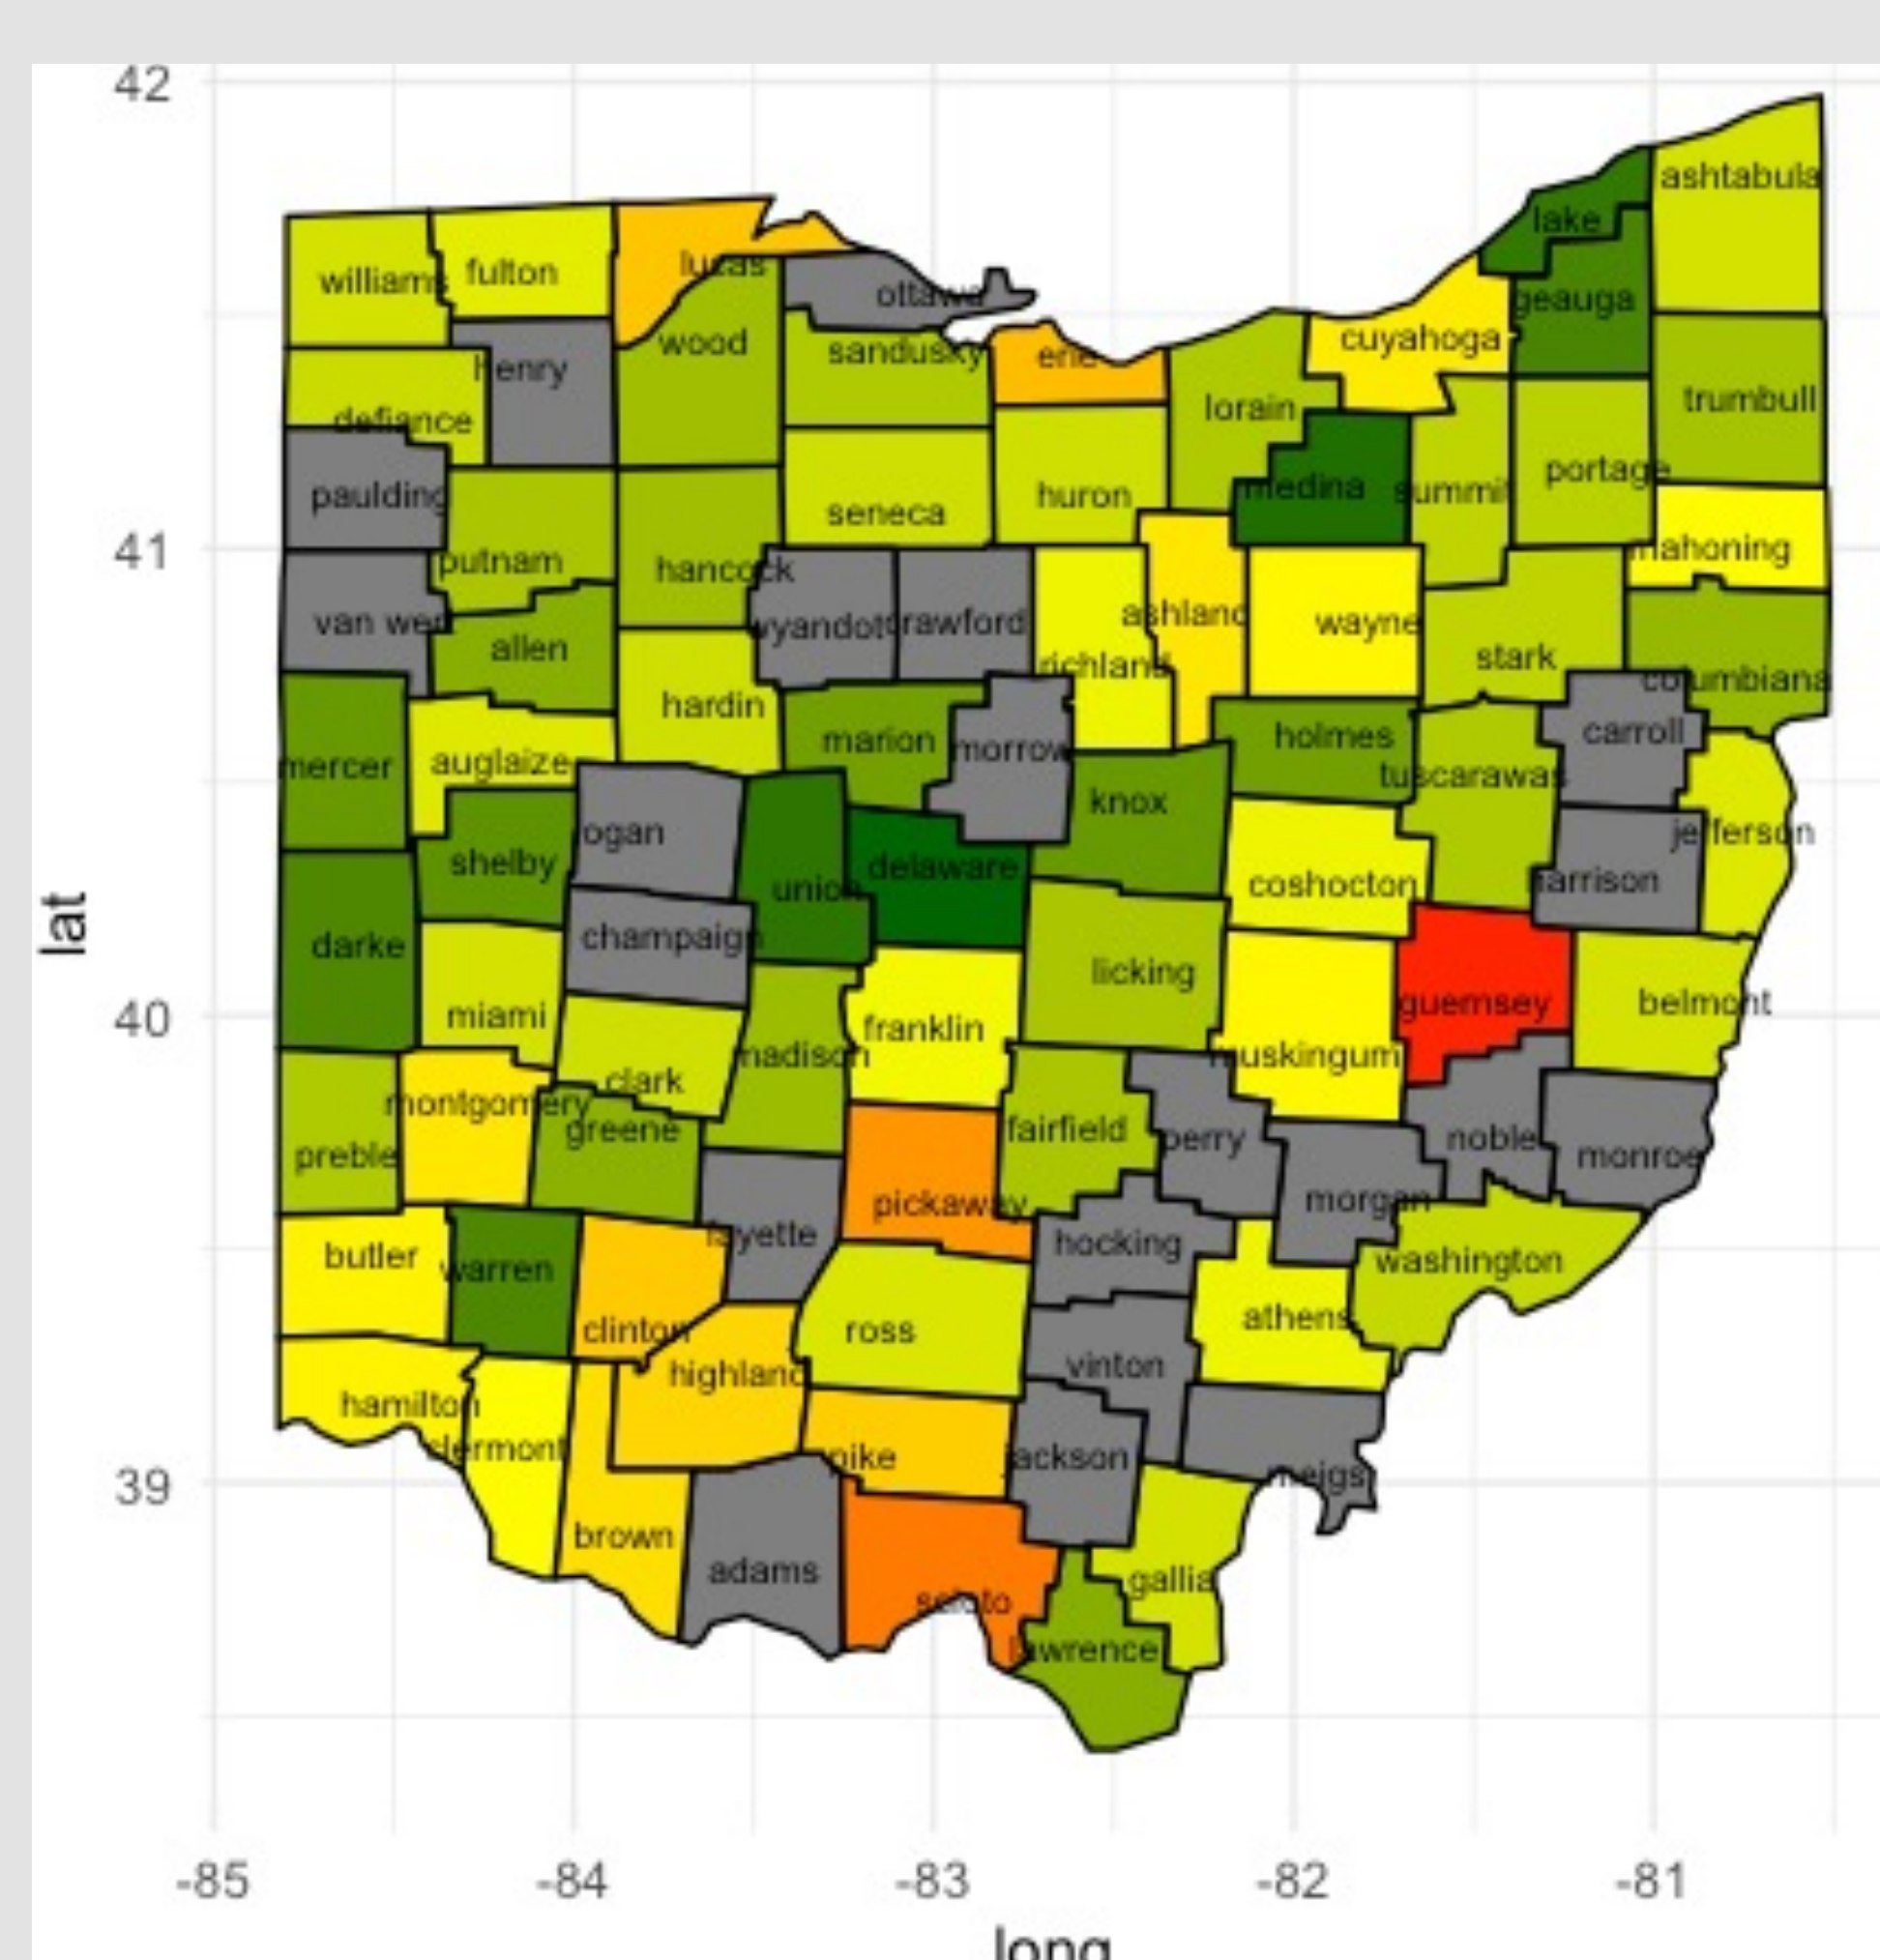 42
ashtabula
lake
williams
fulton
lucas
ottawa
geauga
wood
sandusky
erie
cuyahoga
henry
defiance
lorain
trumbull
paulding
seneca
huron
medina
summit
portage
41
putnam
hancock
mahoning
van wert
wyandot
crawford
ashland
wayne
allen
richland
stark
columbiana
hardin
marion
morrow
holmes
carroll
mercer
auglaize
tuscarawas
knox
logan
shelby
jefferson
union
delaware
coshocton
harrison
lat
darke
champaign
licking
40
miami
franklin
guernsey
belmont
madison
muskingum
clark
montgomery
greene
fairfield
perry
noble
monroe
preble
pickaway
morgan
fayette
hocking
butler
warren
washington
clinton
ross
athens
highland
vinton
hamilton
clermont
pike
jackson
39
meigs
brown
adams
gallia
scioto
lawrence
-85 -84 -83 -82 -81
long